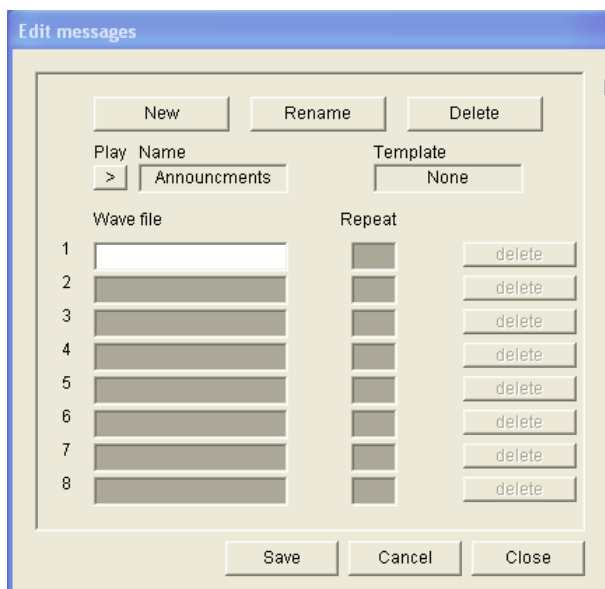 Edit messages
New Rename Delete
Play Name Template
> Announcments None
Wave file Repeat
1 delete
2 delete
3 delete
4 delete
5 delete
6 delete
7 delete
8 delete
Save Cancel Close